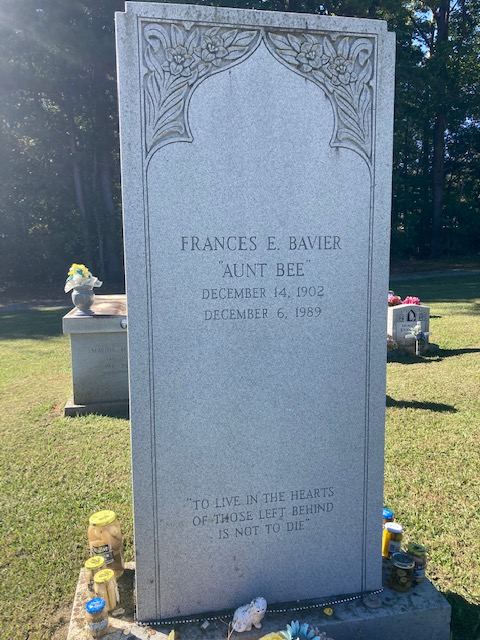 FRANCES E. BAVIER
"AUNT BEE"
DECEMBER 14, 1902
DECEMBER 6, 1989
"TO LIVE IN THE HEARTS
OF THOSE LEFT BEHIND
IS NOT TO DIE"